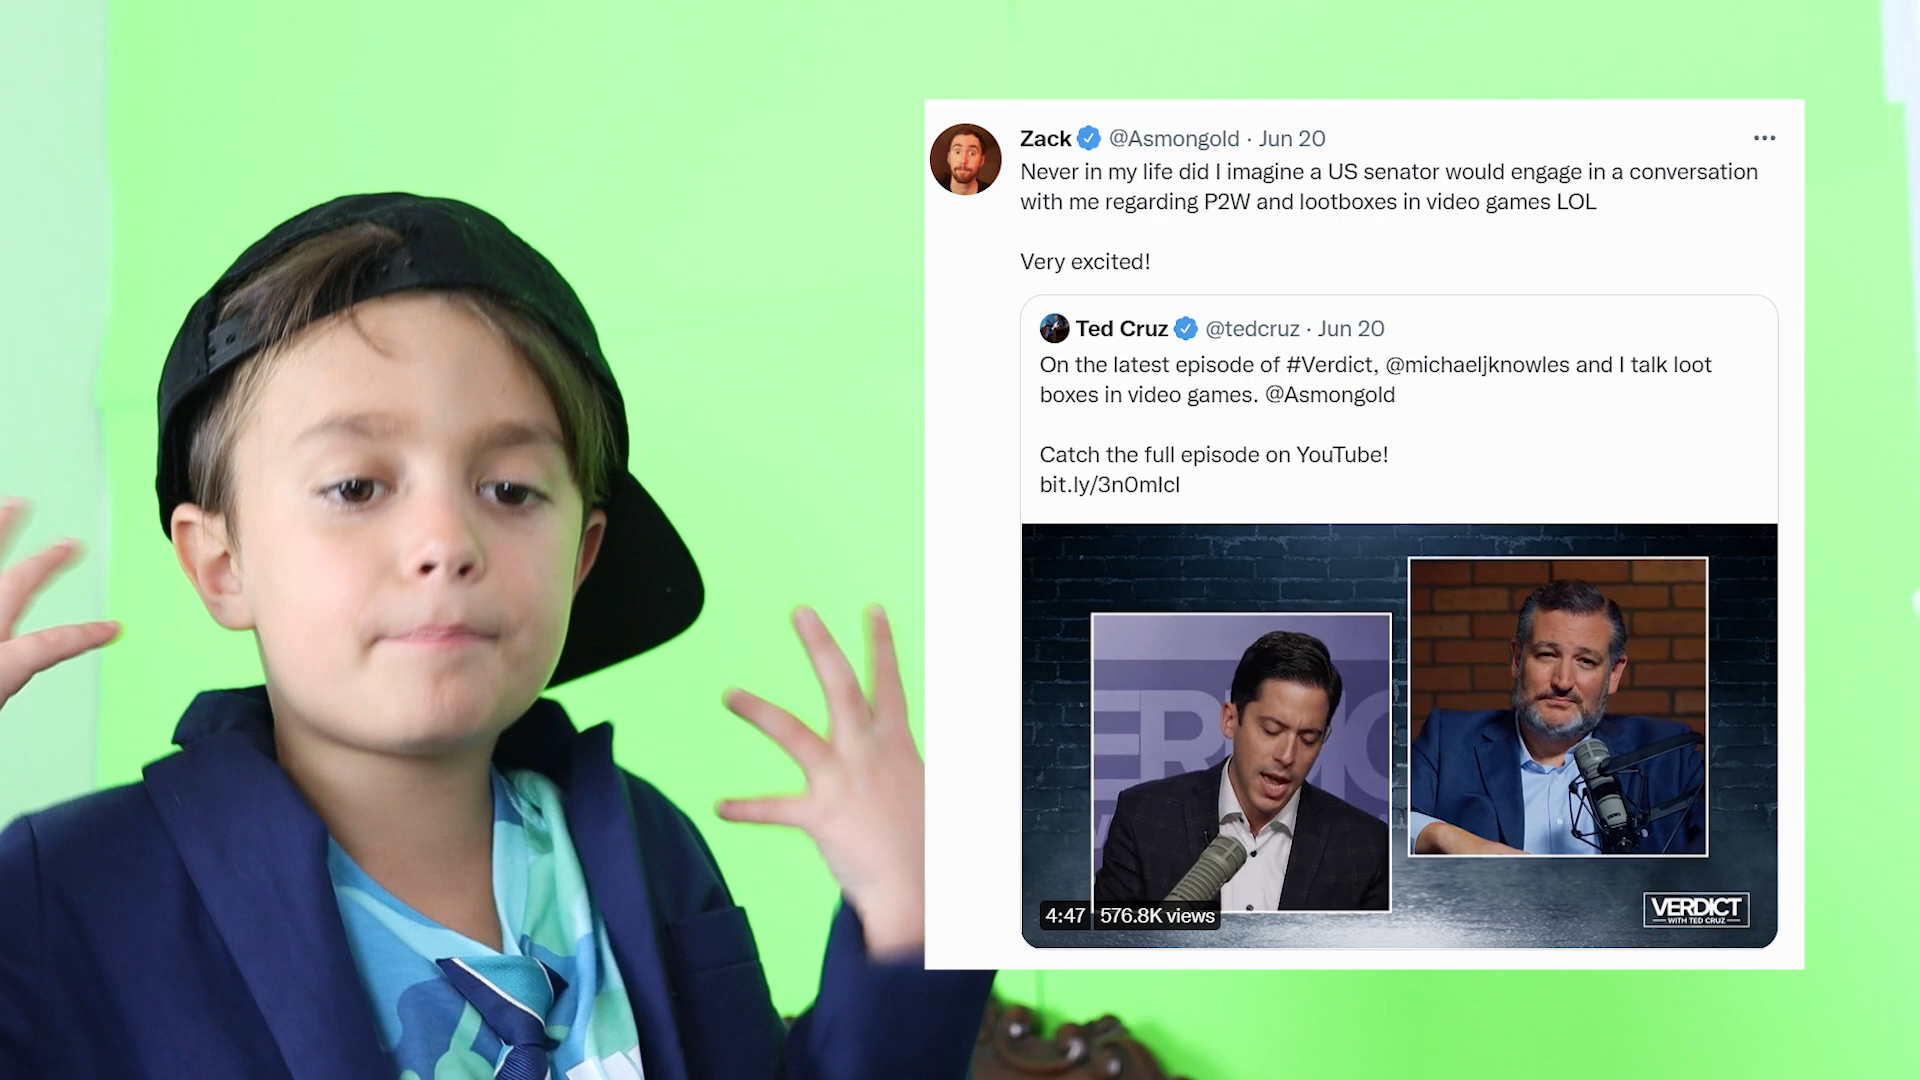 Zack @Asmongold · Jun 20
Never in my life did I imagine a US senator would engage in a conversation
with me regarding P2W and lootboxes in video games LOL
Very excited!
Ted Cruz @tedcruz · Jun 20
On the latest episode of #Verdict, @michaeljknowles and I talk loot
boxes in video games. @Asmongold
Catch the full episode on YouTube!
bit.ly/3n0mIcI
4:47 576.8K views
VERDICT
WITH TED CRUZ